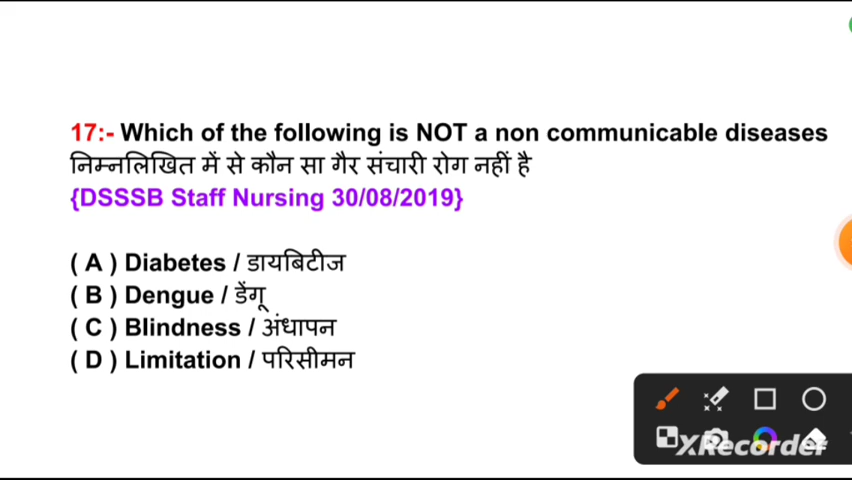 17:- Which of the following is NOT a non communicable diseases
निम्नलिखित में से कौन सा गैर संचारी रोग नहीं है
{DSSSB Staff Nursing 30/08/2019}
( A ) Diabetes / डायबिटीज
( B ) Dengue / डेंगू
( C ) Blindness / अंधापन
( D ) Limitation / परिसीमन
XRecorder